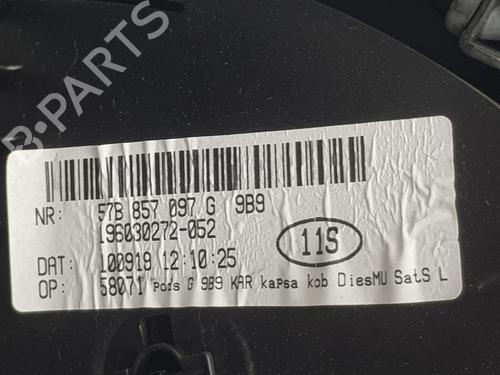 B-PARTS
NR: 57B 857 097 G 9B9
196030272-052
11S
DAT: 100918 12:10:25
OP: 58071 Pods G 9B9 KAR kaPsa kob DiesMU SatS L